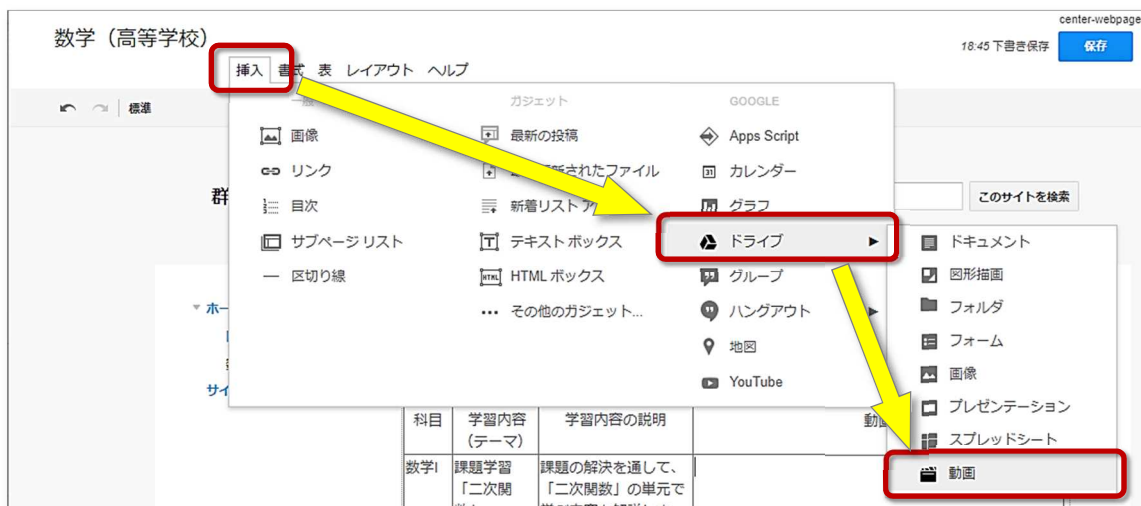 center-webpage
数学（高等学校）
18:45 下書き保存
保存
挿入 書式 表 レイアウト ヘルプ
標準
一般
画像
リンク
目次
サブページ リスト
区切り線
ガジェット
最新の投稿
新されたファイル
新着リスト
テキスト ボックス
HTML ボックス
その他のガジェット...
GOOGLE
Apps Script
カレンダー
グラフ
ドライブ
グループ
ハングアウト
地図
YouTube
このサイトを検索
ドキュメント
図形描画
フォルダ
フォーム
画像
プレゼンテーション
スプレッドシート
動画
群
ホー
サイ
科目
学習内容
（テーマ）
学習内容の説明
数学I
課題学習
「二次関
課題の解決を通して、
「二次関数」の単元で